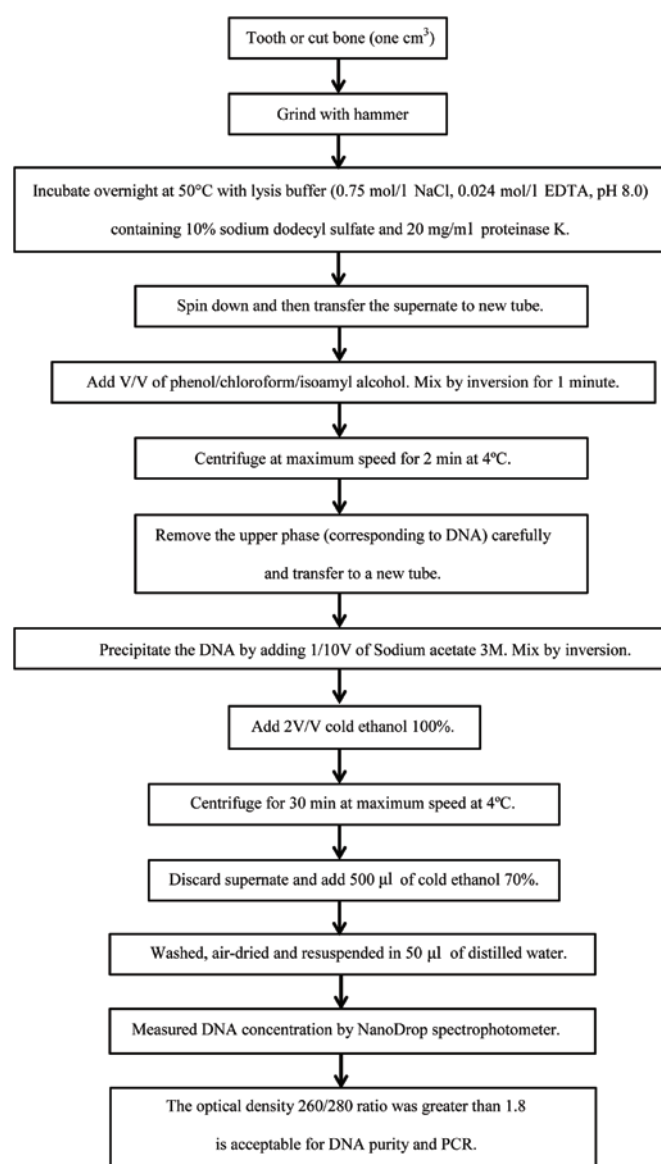 Tooth or cut bone (one cm³)
Grind with hammer
Incubate overnight at 50°C with lysis buffer (0.75 mol/l NaCl, 0.024 mol/l EDTA, pH 8.0)
containing 10% sodium dodecyl sulfate and 20 mg/ml proteinase K.
Spin down and then transfer the supernate to new tube.
Add V/V of phenol/chloroform/isoamyl alcohol. Mix by inversion for 1 minute.
Centrifuge at maximum speed for 2 min at 4ºC.
Remove the upper phase (corresponding to DNA) carefully
and transfer to a new tube.
Precipitate the DNA by adding 1/10V of Sodium acetate 3M. Mix by inversion.
Add 2V/V cold ethanol 100%.
Centrifuge for 30 min at maximum speed at 4ºC.
Discard supernate and add 500 μl of cold ethanol 70%.
Washed, air-dried and resuspended in 50 μl of distilled water.
Measured DNA concentration by NanoDrop spectrophotometer.
The optical density 260/280 ratio was greater than 1.8
is acceptable for DNA purity and PCR.